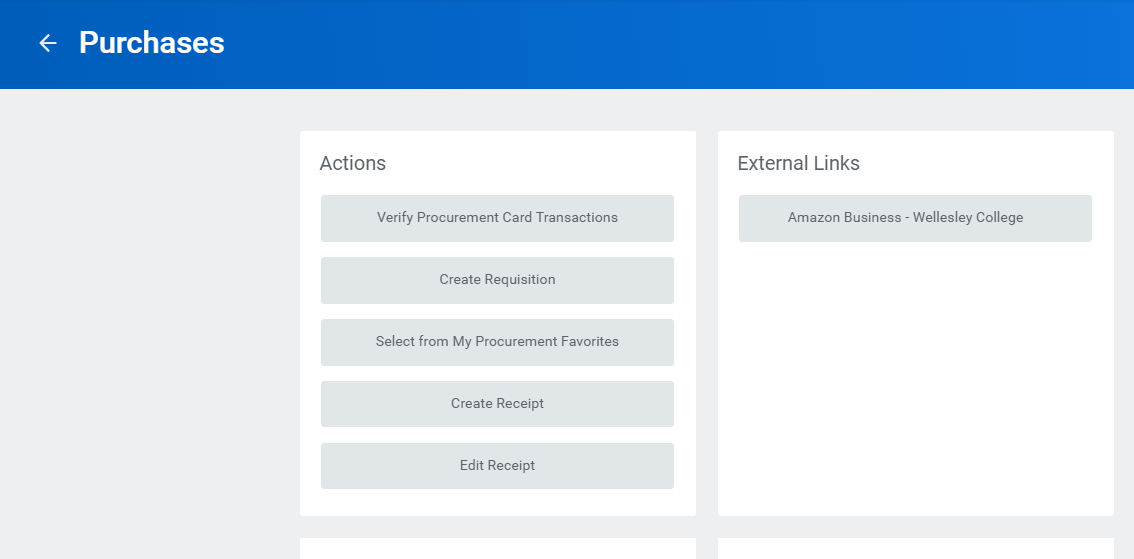 Purchases
Actions
Verify Procurement Card Transactions
Create Requisition
Select from My Procurement Favorites
Create Receipt
Edit Receipt
External Links
Amazon Business - Wellesley College